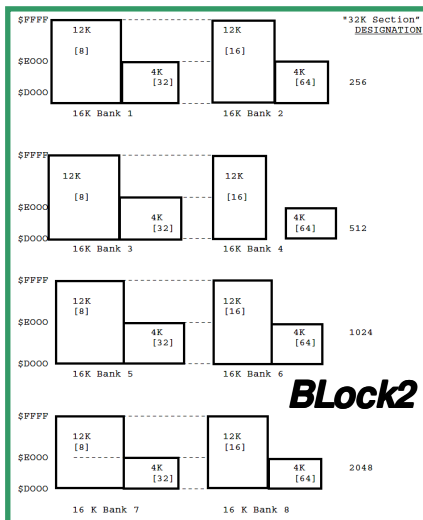 $FFFF 12K 12K "32K Section"
[8] [16] DESIGNATION
$E000 4K 4K
[32] [64] 256
$D000
16K Bank 1 16K Bank 2
$FFFF
12K 12K
[8] [16]
$E000
4K 4K
[32] [64] 512
$D000
16K Bank 3 16K Bank 4
$FFFF
12K 12K
[8] [16]
$E000
4K 4K 1024
[32] [64]
$D000
16K Bank 5 16K Bank 6
BLock2
$FFFF
12K 12K
[8] [16]
$E000
4K 4K 2048
[32] [64]
$D000
16 K Bank 7 16 K Bank 8